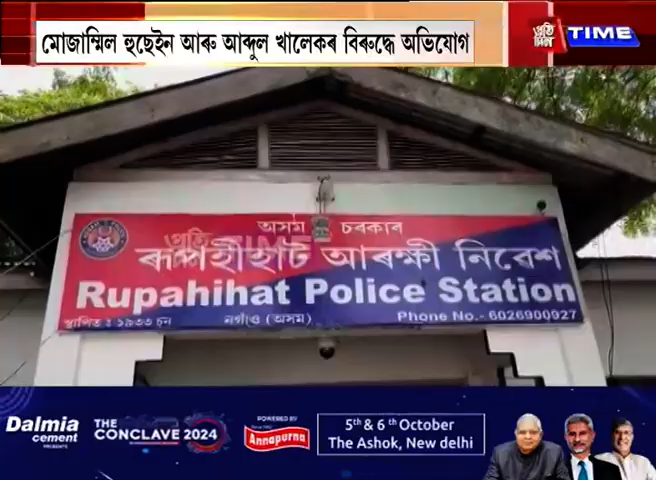 মোজাম্মিল হুছেইন আৰু আব্দুল খালেকৰ বিৰুদ্ধে অভিযোগ
প্ৰতিদিন TIME
অসম চৰকাৰ
ৰূপহীহাট আৰক্ষী নিৱেশ
Rupahihat Police Station
স্থাপিত : ১৯৩৩ চন
নগাঁও (অসম)
Phone No.- 6026900927
Dalmia cement
PRESENTS
THE CONCLAVE 2024
POWERED BY
Annapurna
5th & 6th October
The Ashok, New delhi